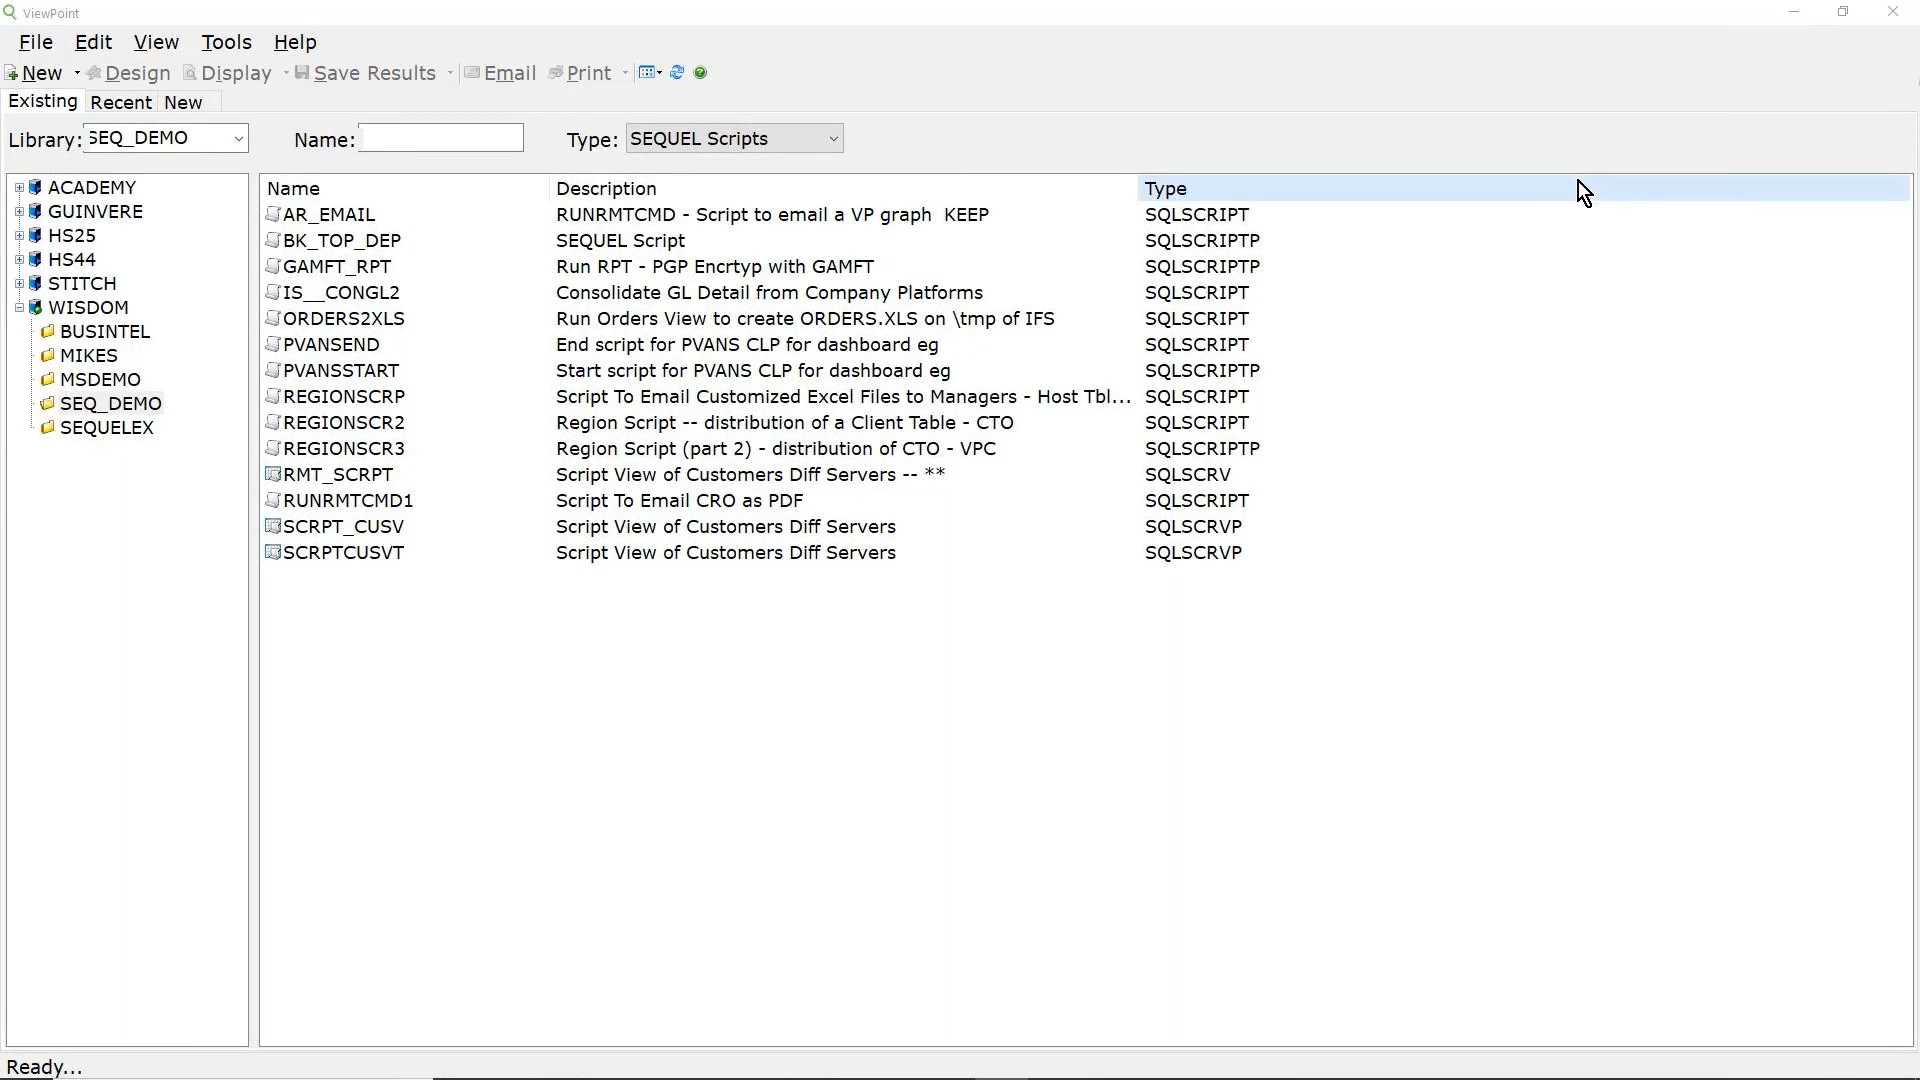 ViewPoint
File Edit View Tools Help
New Design Display Save Results Email Print
Existing Recent New
Library: SEQ_DEMO Name: Type: SEQUEL Scripts
ACADEMY
GUINVERE
HS25
HS44
STITCH
WISDOM
BUSINTEL
MIKES
MSDEMO
SEQ_DEMO
SEQUELEX
Name Description Type
AR_EMAIL RUNRMTCMD - Script to email a VP graph  KEEP SQLSCRIPT
BK_TOP_DEP SEQUEL Script SQLSCRIPTP
GAMFT_RPT Run RPT - PGP Encrtyp with GAMFT SQLSCRIPTP
IS__CONGL2 Consolidate GL Detail from Company Platforms SQLSCRIPT
ORDERS2XLS Run Orders View to create ORDERS.XLS on \tmp of IFS SQLSCRIPT
PVANSEND End script for PVANS CLP for dashboard eg SQLSCRIPT
PVANSSTART Start script for PVANS CLP for dashboard eg SQLSCRIPTP
REGIONSCRP Script To Email Customized Excel Files to Managers - Host Tbl... SQLSCRIPT
REGIONSCR2 Region Script -- distribution of a Client Table - CTO SQLSCRIPT
REGIONSCR3 Region Script (part 2) - distribution of CTO - VPC SQLSCRIPTP
RMT_SCRPT Script View of Customers Diff Servers -- ** SQLSCRV
RUNRMTCMD1 Script To Email CRO as PDF SQLSCRIPT
SCRPT_CUSV Script View of Customers Diff Servers SQLSCRVP
SCRPTCUSVT Script View of Customers Diff Servers SQLSCRVP
Ready...